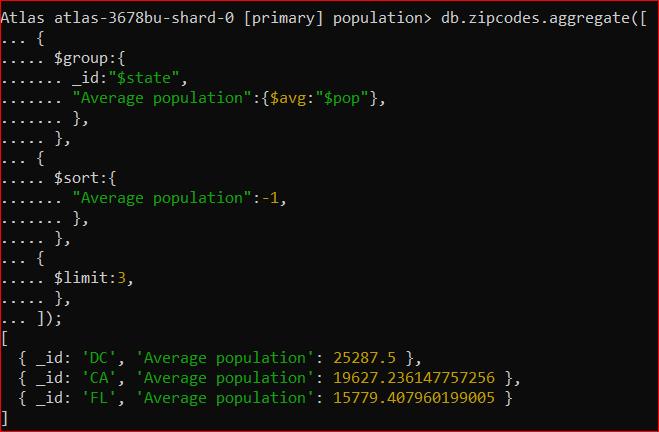 Atlas atlas-3678bu-shard-0 [primary] population> db.zipcodes.aggregate([
... {
..... $group:{
....... _id:"$state",
....... "Average population":{$avg:"$pop"},
....... },
..... },
... {
..... $sort:{
....... "Average population":-1,
....... },
..... },
... {
..... $limit:3,
..... },
... ]);
[
  { _id: 'DC', 'Average population': 25287.5 },
  { _id: 'CA', 'Average population': 19627.236147757256 },
  { _id: 'FL', 'Average population': 15779.407960199005 }
]